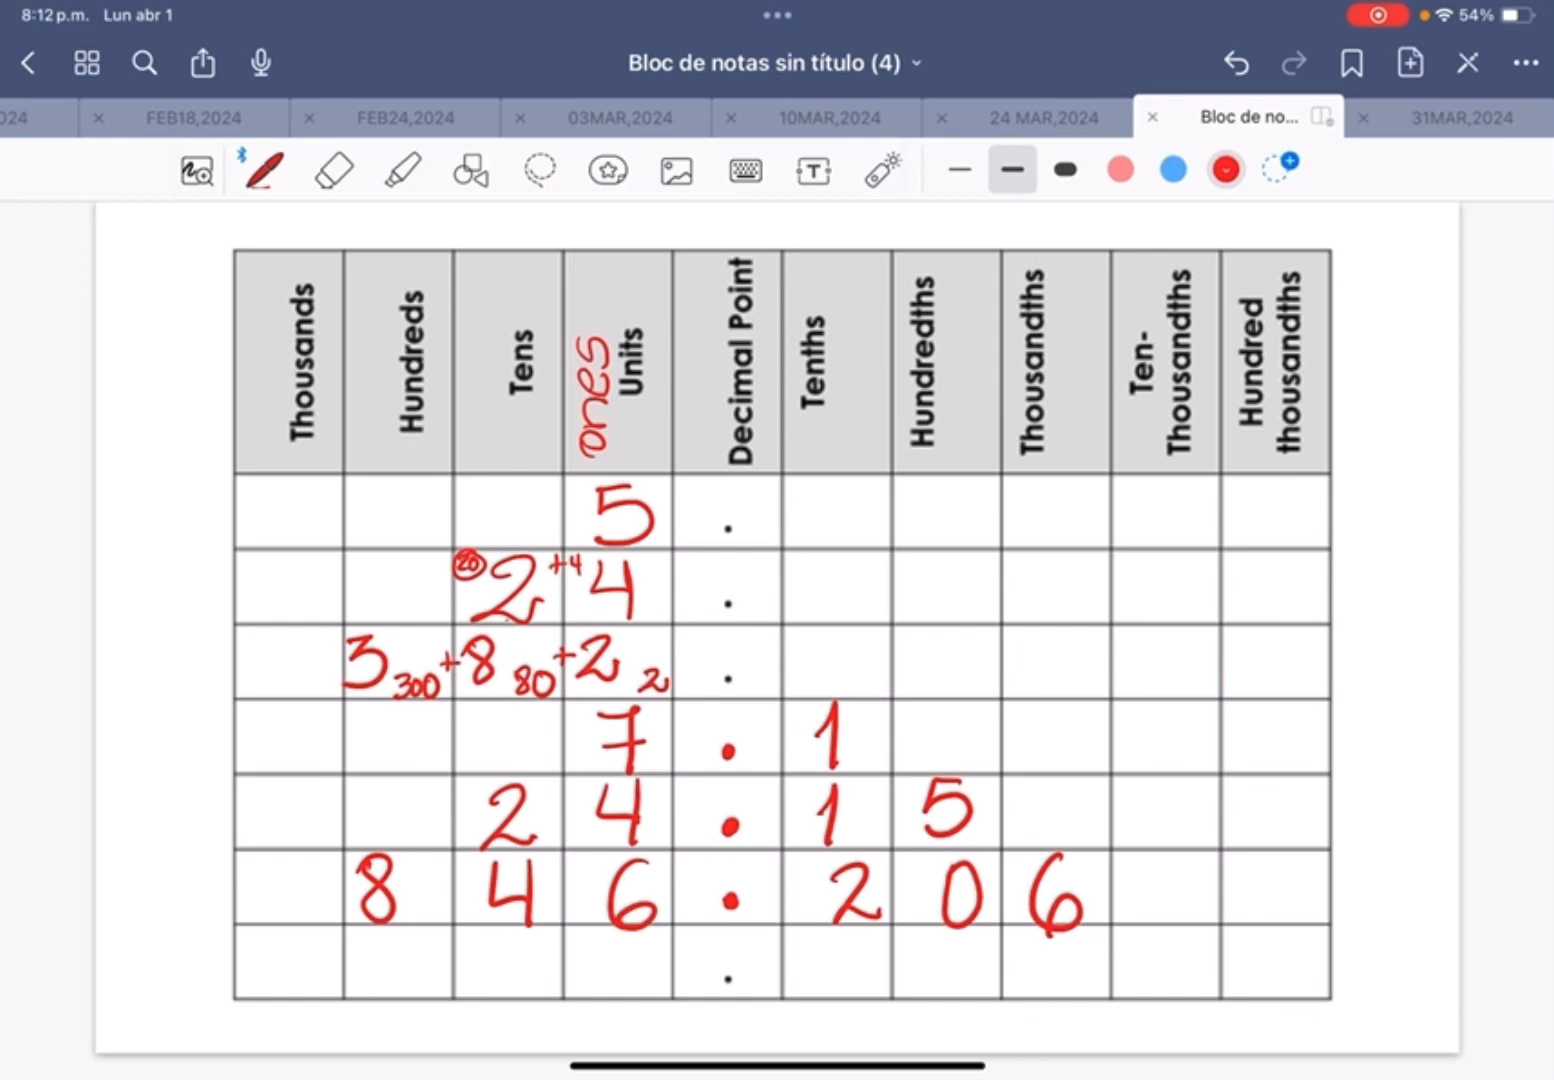 8:12 p.m. Lun abr 1
54%
Bloc de notas sin título (4)
024
FEB18,2024
FEB24,2024
03MAR,2024
10MAR,2024
24 MAR,2024
Bloc de no...
31MAR,2024
T
Thousands
Hundreds
Tens
ones
Units
Decimal Point
Tenths
Hundredths
Thousandths
Ten-
Thousandths
Hundred
thousandths
5 .
20 2 +4 4 .
3 300 + 8 80 + 2 2 .
7 . 1
2 4 . 1 5
8 4 6 . 2 0 6
.